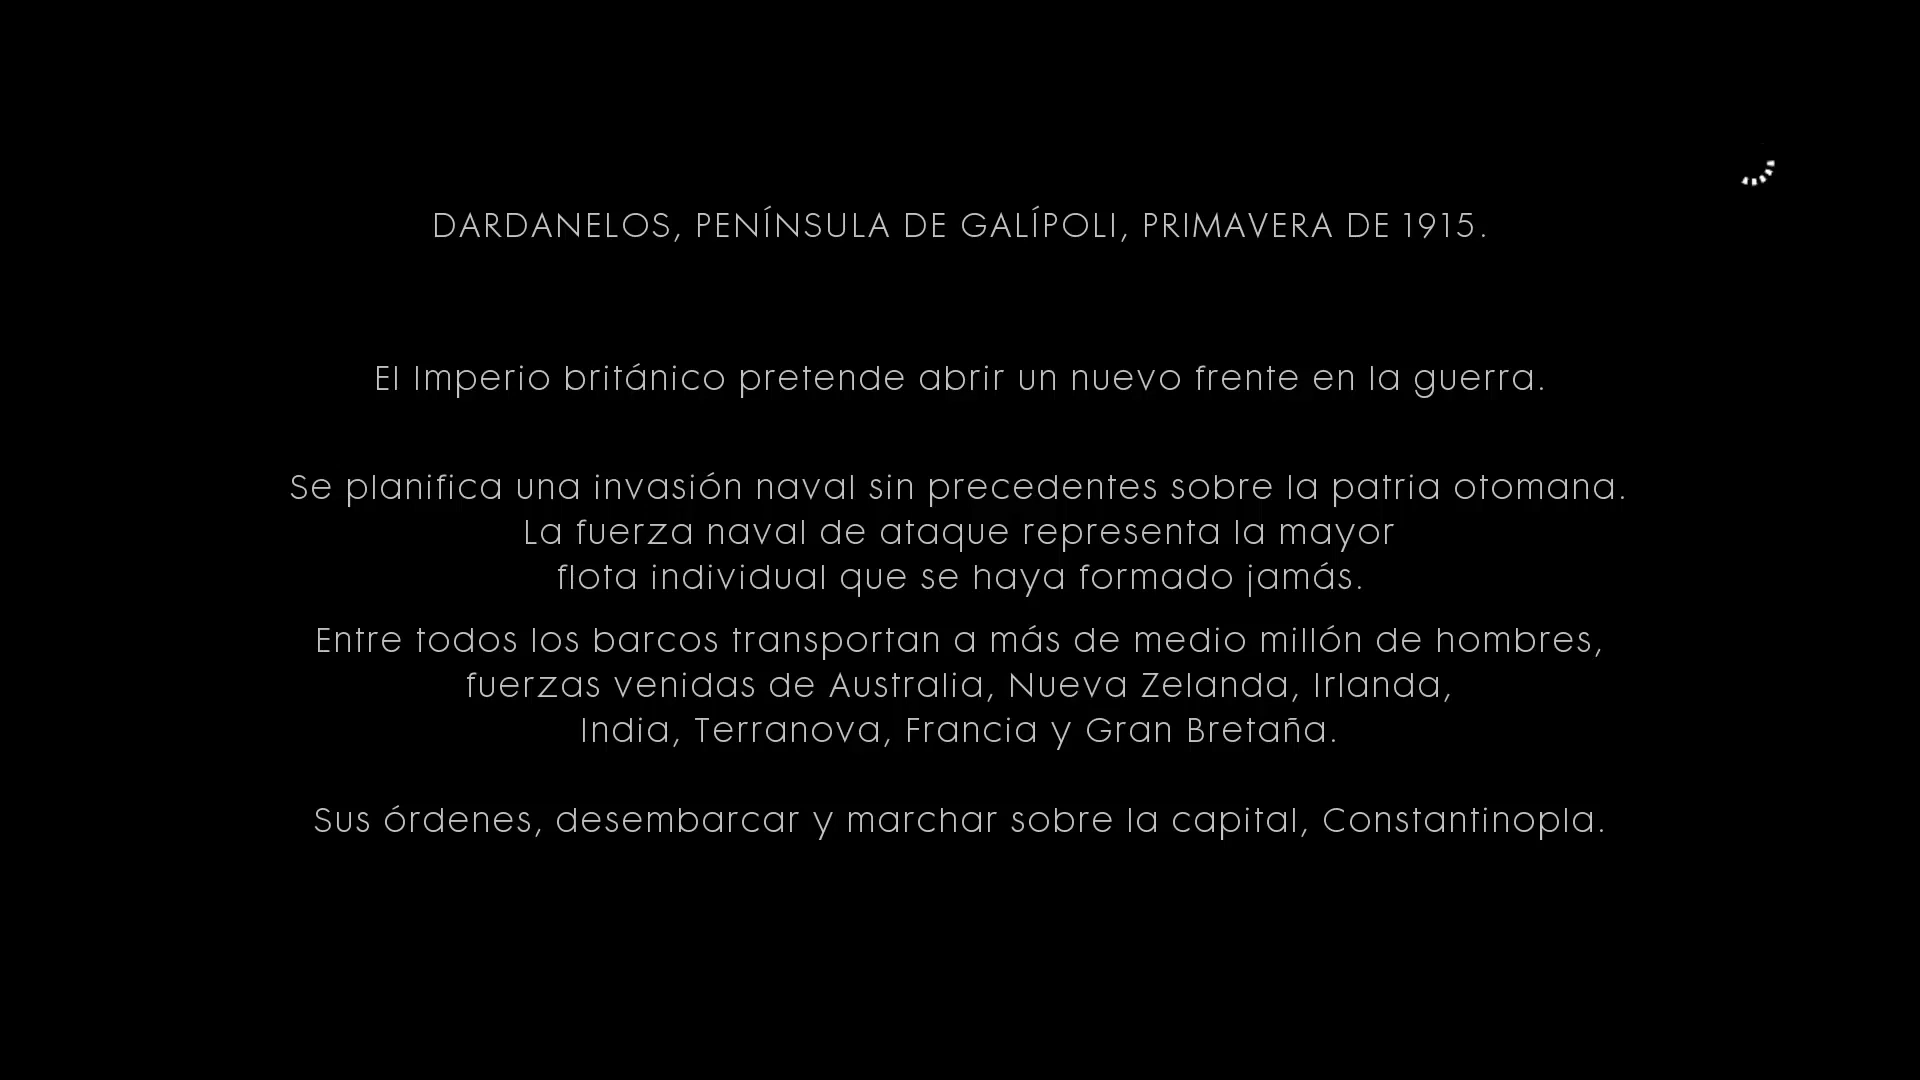 DARDANELOS, PENÍNSULA DE GALÍPOLI, PRIMAVERA DE 1915.
El Imperio británico pretende abrir un nuevo frente en la guerra.
Se planifica una invasión naval sin precedentes sobre la patria otomana.
La fuerza naval de ataque representa la mayor
flota individual que se haya formado jamás.
Entre todos los barcos transportan a más de medio millón de hombres,
fuerzas venidas de Australia, Nueva Zelanda, Irlanda,
India, Terranova, Francia y Gran Bretaña.
Sus órdenes, desembarcar y marchar sobre la capital, Constantinopla.